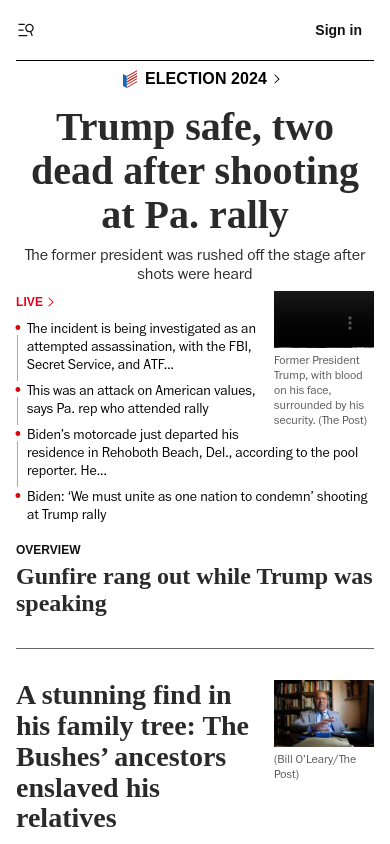 Sign in
ELECTION 2024
Trump safe, two
dead after shooting
at Pa. rally
The former president was rushed off the stage after
shots were heard
LIVE
The incident is being investigated as an
attempted assassination, with the FBI,
Secret Service, and ATF...
This was an attack on American values,
says Pa. rep who attended rally
Biden's motorcade just departed his
residence in Rehoboth Beach, Del., according to the pool
reporter. He...
Biden: ‘We must unite as one nation to condemn’ shooting
at Trump rally
Former President
Trump, with blood
on his face,
surrounded by his
security. (The Post)
OVERVIEW
Gunfire rang out while Trump was
speaking
A stunning find in
his family tree: The
Bushes’ ancestors
enslaved his
relatives
(Bill O’Leary/The
Post)